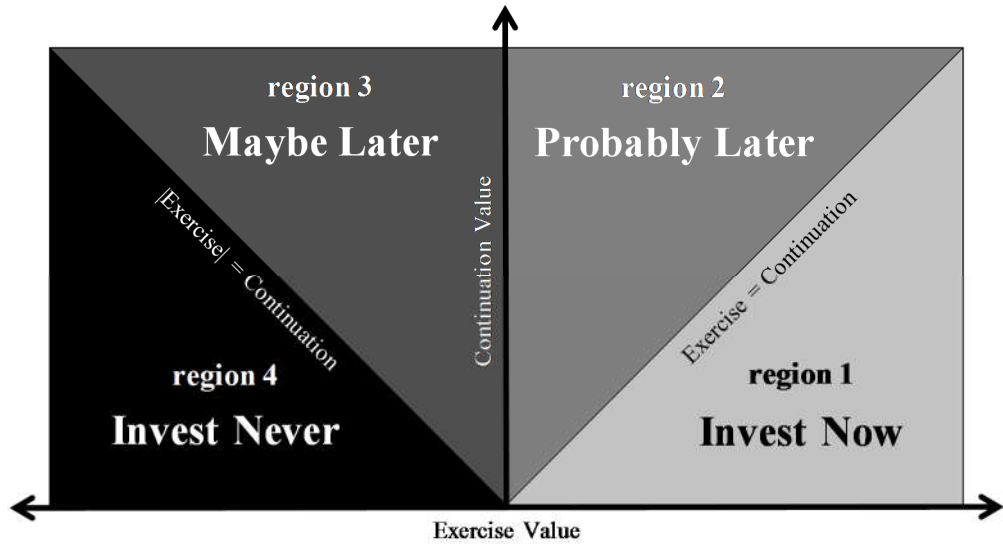 region 3
Maybe Later
region 2
Probably Later
|Exercise| = Continuation
Continuation Value
Exercise = Continuation
region 4
Invest Never
region 1
Invest Now
Exercise Value